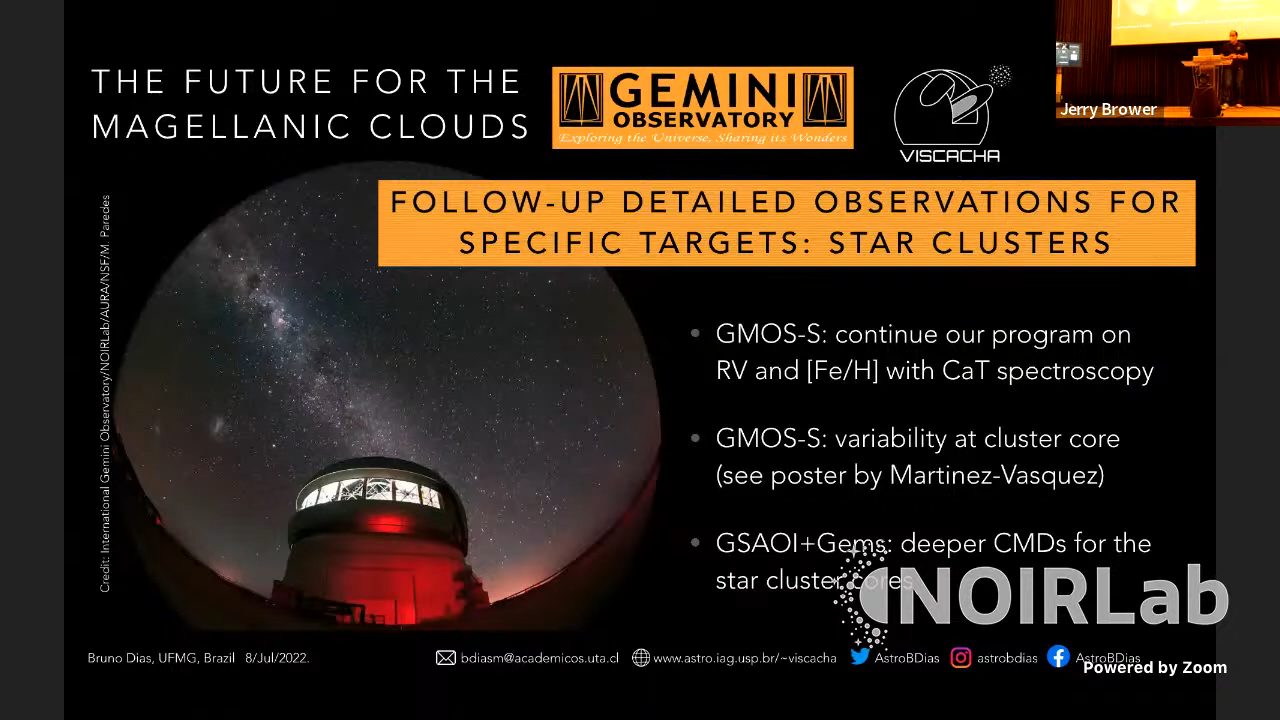 THE FUTURE FOR THE
MAGELLANIC CLOUDS
GEMINI
OBSERVATORY
Exploring the Universe, Sharing its Wonders
VISCACHA
Jerry Brower
FOLLOW-UP DETAILED OBSERVATIONS FOR
SPECIFIC TARGETS: STAR CLUSTERS
Credit: International Gemini Observatory/NOIRLab/AURA/NSF/M. Paredes
• GMOS-S: continue our program on
RV and [Fe/H] with CaT spectroscopy
• GMOS-S: variability at cluster core
(see poster by Martinez-Vasquez)
• GSAOI+Gems: deeper CMDs for the
star cluster cores
NOIRLab
Bruno Dias, UFMG, Brazil 8/Jul/2022.
bdiasm@academicos.uta.cl
www.astro.iag.usp.br/~viscacha
AstroBDias
astrobdias
AstroBDias
Powered by Zoom